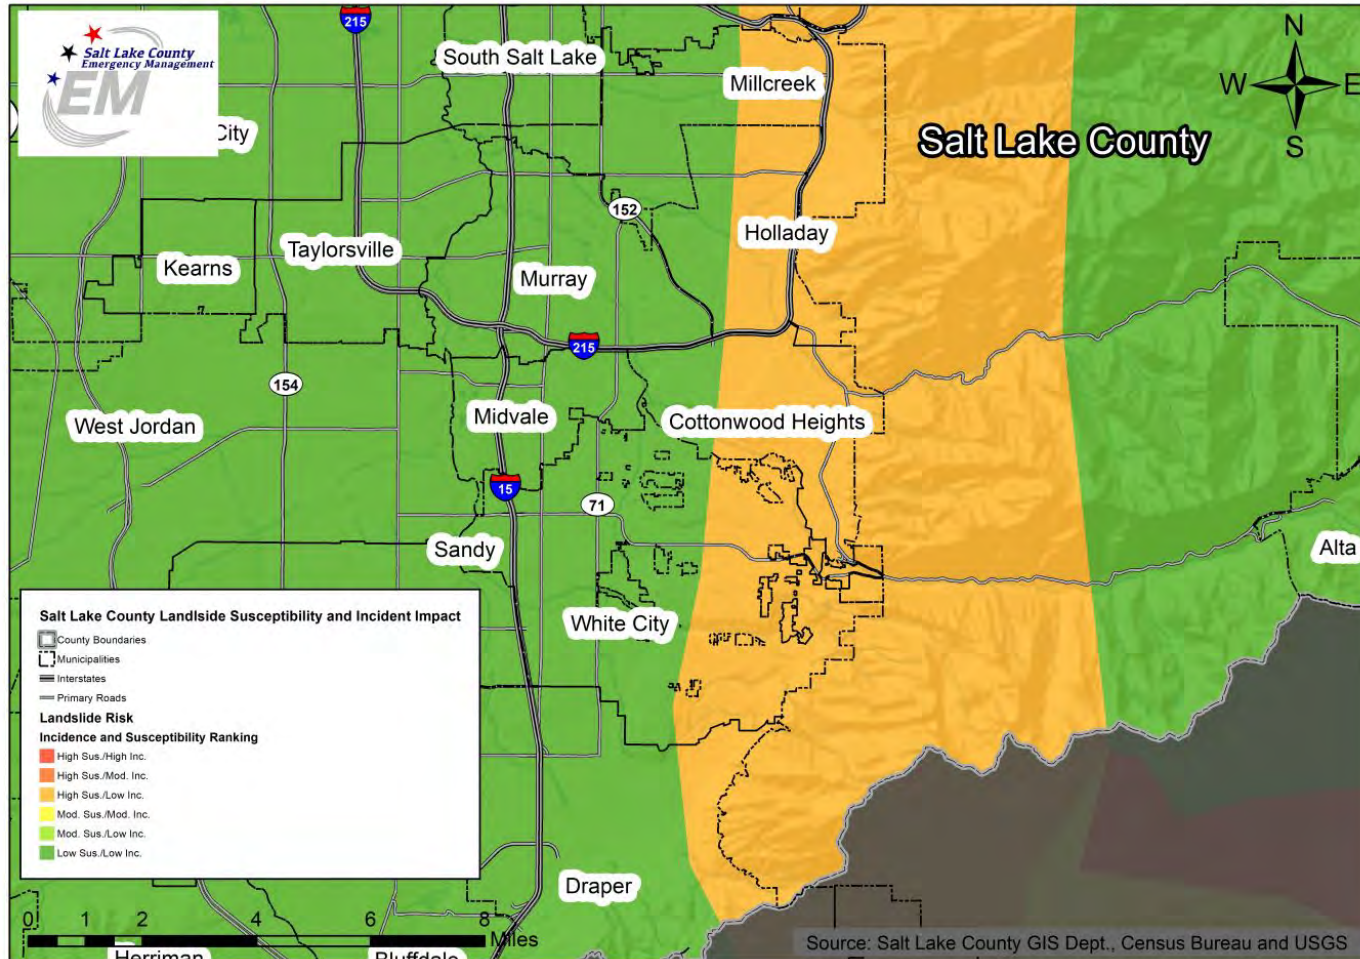 Salt Lake County
Emergency Management
EM
City
215
South Salt Lake
Millcreek
N
W
E
S
Salt Lake County
152
Holladay
Taylorsville
Kearns
Murray
215
154
West Jordan
Midvale
Cottonwood Heights
15
71
Sandy
Alta
White City
Salt Lake County Landslide Susceptibility and Incident Impact
County Boundaries
Municipalities
Interstates
Primary Roads
Landslide Risk
Incidence and Susceptibility Ranking
High Sus./High Inc.
High Sus./Mod. Inc.
High Sus./Low Inc.
Mod. Sus./Mod. Inc.
Mod. Sus./Low Inc.
Low Sus./Low Inc.
Draper
0 1 2 4 6 8
Miles
Herriman
Bluffdale
Source: Salt Lake County GIS Dept., Census Bureau and USGS